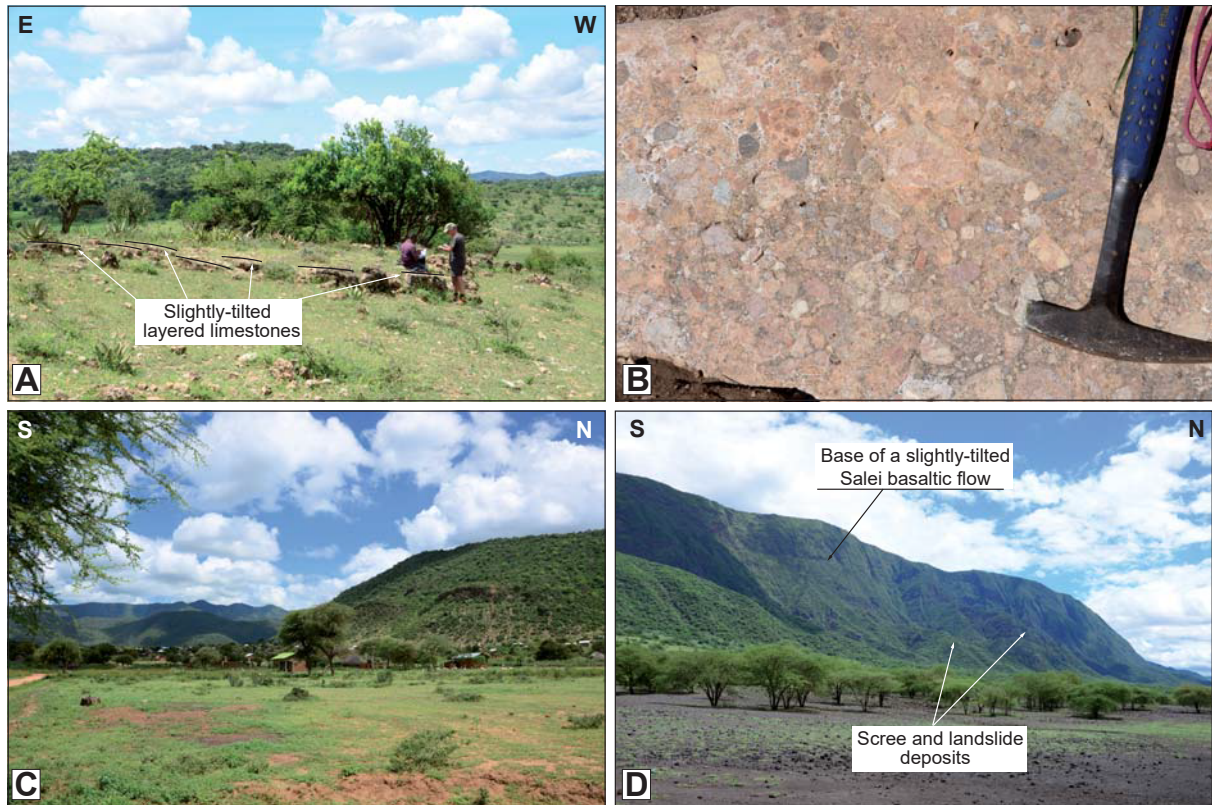 E
W
Slightly-tilted
layered limestones
A
B
S
N
C
S
N
Base of a slightly-tilted
Salei basaltic flow
Scree and landslide
deposits
D